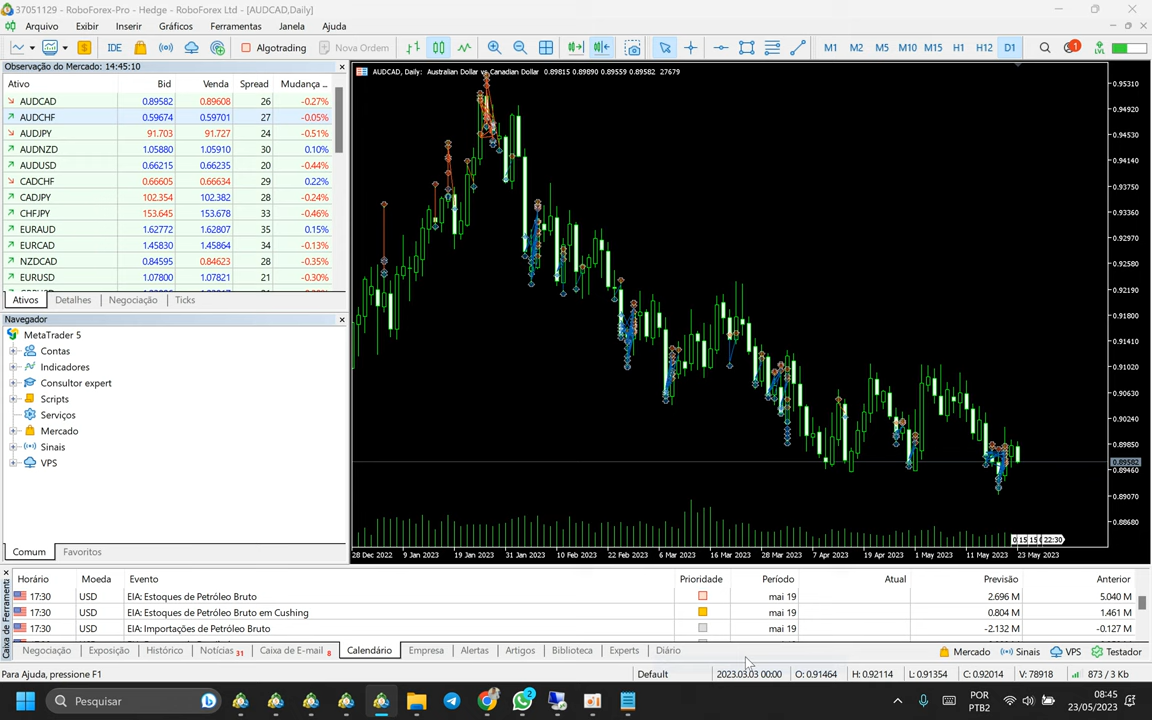 37051129 - RoboForex-Pro - Hedge - RoboForex Ltd - [AUDCAD,Daily]
Arquivo Exibir Inserir Gráficos Ferramentas Janela Ajuda
IDE Algotrading Nova Ordem M1 M2 M5 M10 M15 H1 H12 D1 1 LVL
Observação do Mercado: 14:45:10
Ativo Bid Venda Spread Mudança ...
AUDCAD 0.89582 0.89608 26 -0.27%
AUDCHF 0.59674 0.59701 27 -0.05%
AUDJPY 91.703 91.727 24 -0.51%
AUDNZD 1.05880 1.05910 30 0.10%
AUDUSD 0.66215 0.66235 20 -0.44%
CADCHF 0.66605 0.66634 29 0.22%
CADJPY 102.354 102.382 28 -0.24%
CHFJPY 153.645 153.678 33 -0.46%
EURAUD 1.62772 1.62807 35 0.15%
EURCAD 1.45830 1.45864 34 -0.13%
NZDCAD 0.84595 0.84623 28 -0.35%
EURUSD 1.07800 1.07821 21 -0.30%
Ativos Detalhes Negociação Ticks
Navegador
MetaTrader 5
Contas
Indicadores
Consultor expert
Scripts
Serviços
Mercado
Sinais
VPS
Comum Favoritos
AUDCAD, Daily: Australian Dollar vs Canadian Dollar 0.89815 0.89890 0.89559 0.89582 27679
0.95310
0.94920
0.94530
0.94140
0.93750
0.93360
0.92970
0.92580
0.92190
0.91800
0.91410
0.91020
0.90630
0.90240
0.89850
0.89582
0.89460
0.89070
0.88680
22:30
28 Dec 2022 9 Jan 2023 19 Jan 2023 31 Jan 2023 10 Feb 2023 22 Feb 2023 6 Mar 2023 16 Mar 2023 28 Mar 2023 7 Apr 2023 19 Apr 2023 1 May 2023 11 May 2023 23 May 2023
Caixa de Ferramentas
Horário Moeda Evento Prioridade Período Atual Previsão Anterior
17:30 USD EIA: Estoques de Petróleo Bruto mai 19 2.696 M 5.040 M
17:30 USD EIA: Estoques de Petróleo Bruto em Cushing mai 19 0.804 M 1.461 M
17:30 USD EIA: Importações de Petróleo Bruto mai 19 -2.132 M -0.127 M
Negociação Exposição Histórico Notícias 31 Caixa de E-mail 8 Calendário Empresa Alertas Artigos Biblioteca Experts Diário Mercado Sinais VPS Testador
Para Ajuda, pressione F1 Default 2023.03.03 00:00 O: 0.91464 H: 0.92114 L: 0.91354 C: 0.92014 V: 78918 873 / 3 Kb
Pesquisar 2 POR PTB2 08:45 23/05/2023